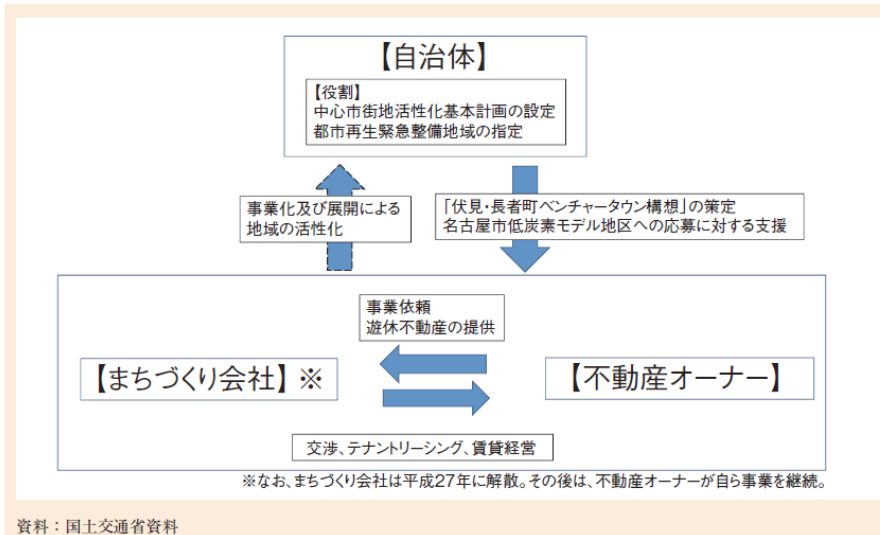 【自治体】
【役割】
中心市街地活性化基本計画の設定
都市再生緊急整備地域の指定
事業化及び展開による
地域の活性化
「伏見・長者町ベンチャータウン構想」の策定
名古屋市低炭素モデル地区への応募に対する支援
事業依頼
遊休不動産の提供
【まちづくり会社】※
【不動産オーナー】
交渉、テナントリーシング、賃貸経営
※なお、まちづくり会社は平成27年に解散。その後は、不動産オーナーが自ら事業を継続。
資料：国土交通省資料